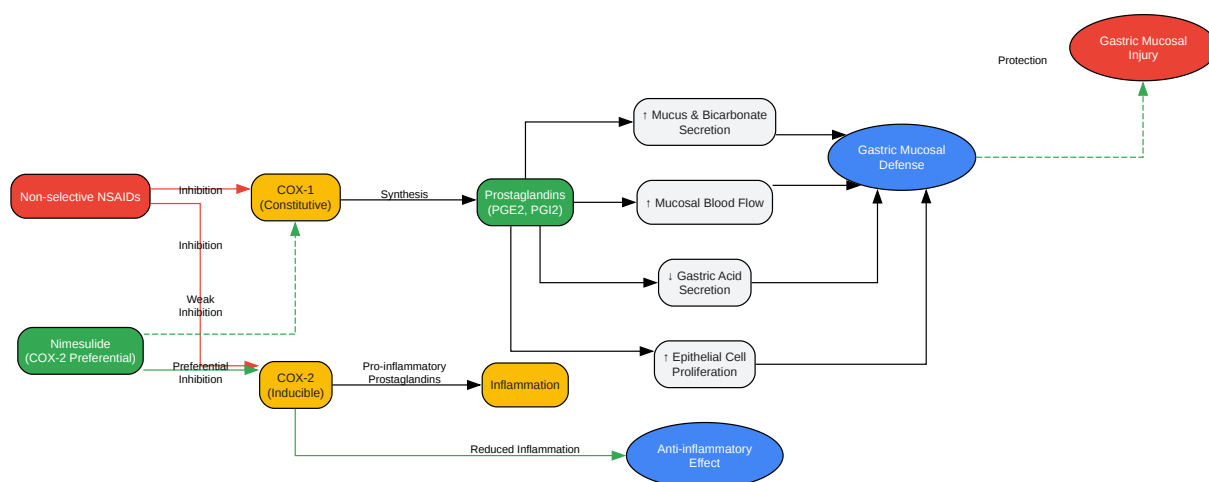 Gastric Mucosal
Injury
Protection
↑ Mucus & Bicarbonate
Secretion
Gastric Mucosal
Defense
Non-selective NSAIDs
Inhibition
COX-1
(Constitutive)
Synthesis
Prostaglandins
(PGE2, PGI2)
↑ Mucosal Blood Flow
Inhibition
↓ Gastric Acid
Secretion
Weak
Inhibition
Nimesulide
(COX-2 Preferential)
Preferential
Inhibition
COX-2
(Inducible)
Pro-inflammatory
Prostaglandins
Inflammation
↑ Epithelial Cell
Proliferation
Reduced Inflammation
Anti-inflammatory
Effect